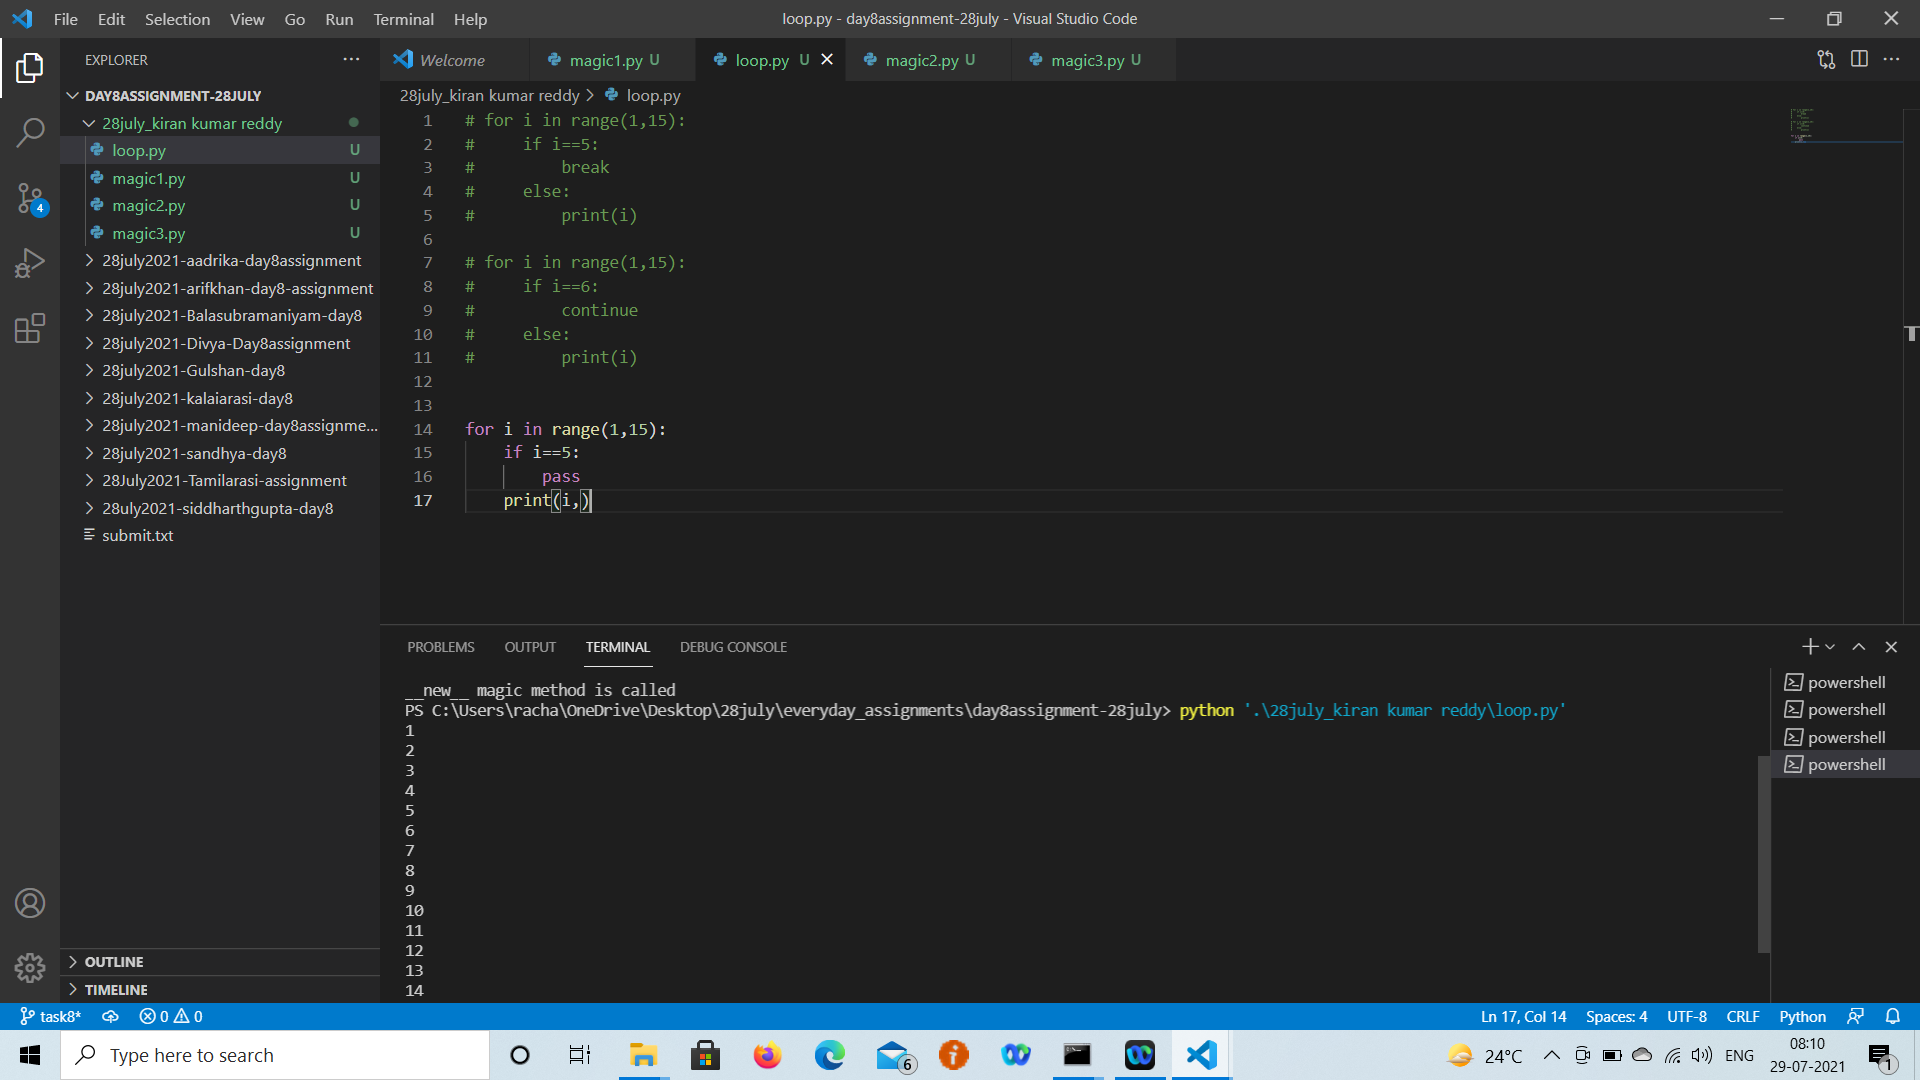 File Edit Selection View Go Run Terminal Help
loop.py - day8assignment-28july - Visual Studio Code
EXPLORER
DAY8ASSIGNMENT-28JULY
28july_kiran kumar reddy
loop.py U
magic1.py U
magic2.py U
magic3.py U
28july2021-aadrika-day8assignment
28july2021-arifkhan-day8-assignment
28july2021-Balasubramaniyam-day8
28july2021-Divya-Day8assignment
28july2021-Gulshan-day8
28july2021-kalaiarasi-day8
28july2021-manideep-day8assignme...
28july2021-sandhya-day8
28July2021-Tamilarasi-assignment
28uly2021-siddharthgupta-day8
submit.txt
OUTLINE
TIMELINE
4
Welcome magic1.py U loop.py U magic2.py U magic3.py U
28july_kiran kumar reddy > loop.py
1 # for i in range(1,15):
2 #     if i==5:
3 #         break
4 #     else:
5 #         print(i)
6
7 # for i in range(1,15):
8 #     if i==6:
9 #         continue
10 #     else:
11 #         print(i)
12
13
14 for i in range(1,15):
15     if i==5:
16         pass
17     print(i,)
PROBLEMS OUTPUT TERMINAL DEBUG CONSOLE
__new__ magic method is called
PS C:\Users\racha\OneDrive\Desktop\28july\everyday_assignments\day8assignment-28july> python '.\28july_kiran kumar reddy\loop.py'
1
2
3
4
5
6
7
8
9
10
11
12
13
14
powershell
powershell
powershell
powershell
task8* 0 0 Ln 17, Col 14 Spaces: 4 UTF-8 CRLF Python
Type here to search 6 24°C ENG 08:10
29-07-2021 1